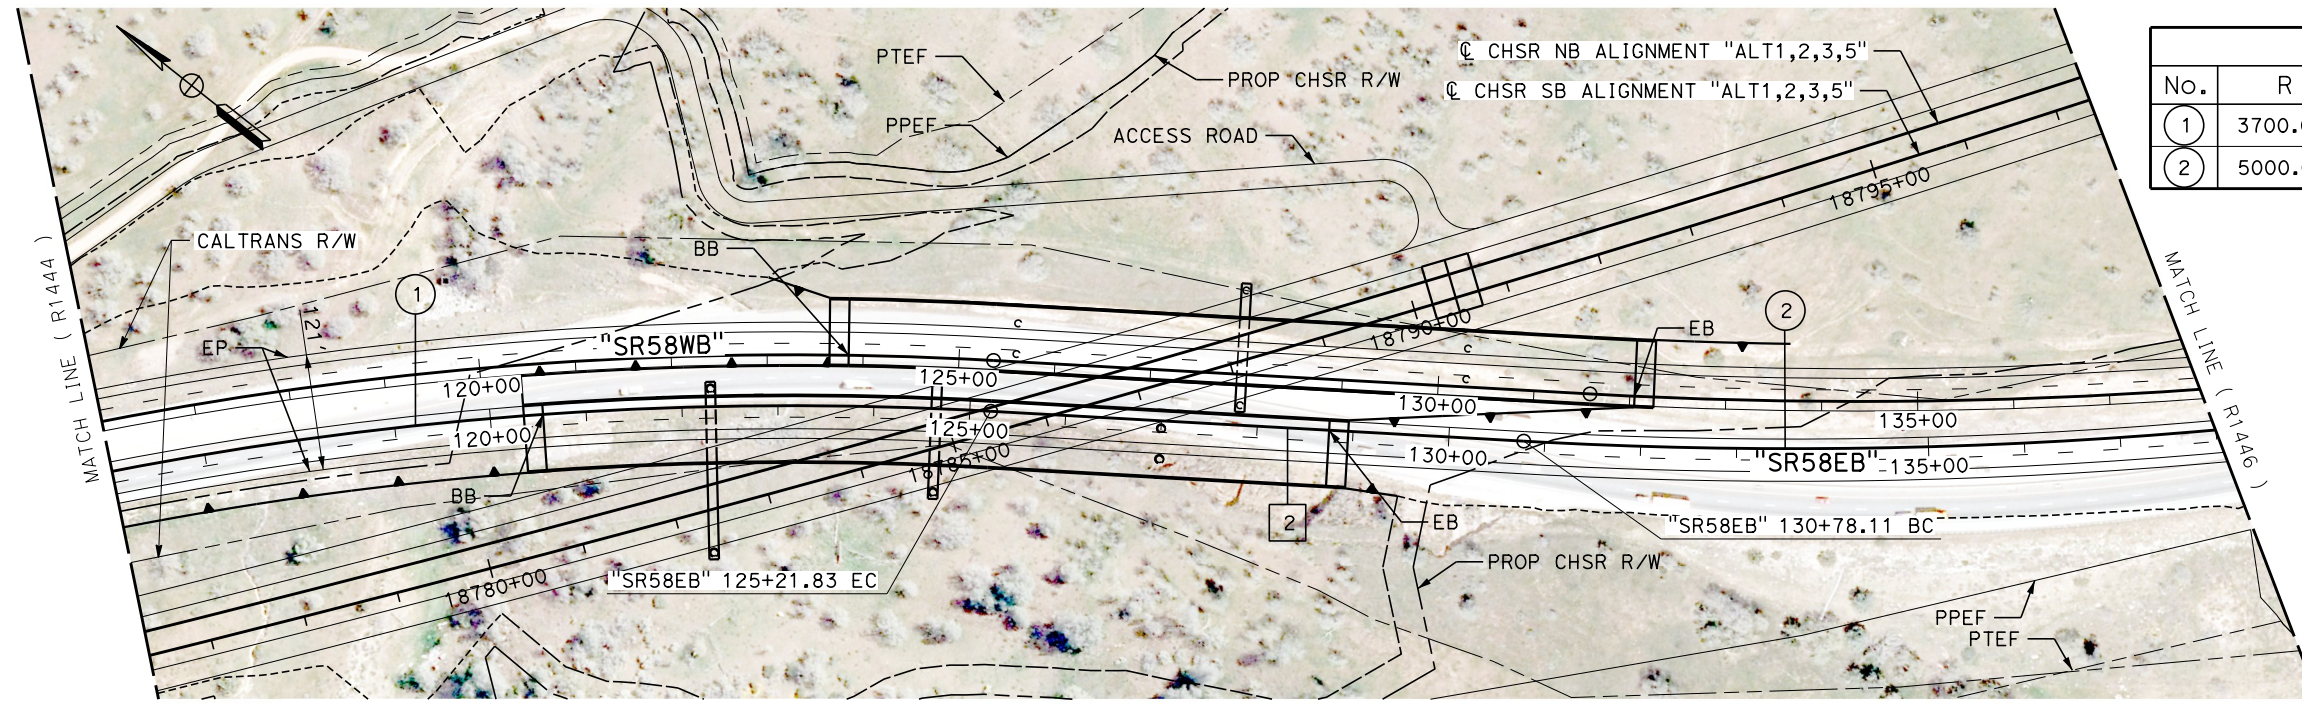 PTEF
PROP CHSR R/W
℄ CHSR NB ALIGNMENT "ALT1,2,3,5"
℄ CHSR SB ALIGNMENT "ALT1,2,3,5"
PPEF
ACCESS ROAD
No. R
1 3700.
2 5000.
18795+00
CALTRANS R/W
BB
MATCH LINE (R1444 )
MATCH LINE (R1446 )
1
2
121'
EP
"SR58WB"
18790+00
EB
120+00
125+00
130+00
135+00
120+00
125+00
130+00
"SR58EB"
135+00
18785+00
BB
2
EB
"SR58EB" 130+78.11 BC
PROP CHSR R/W
18780+00
"SR58EB" 125+21.83 EC
PPEF
PTEF